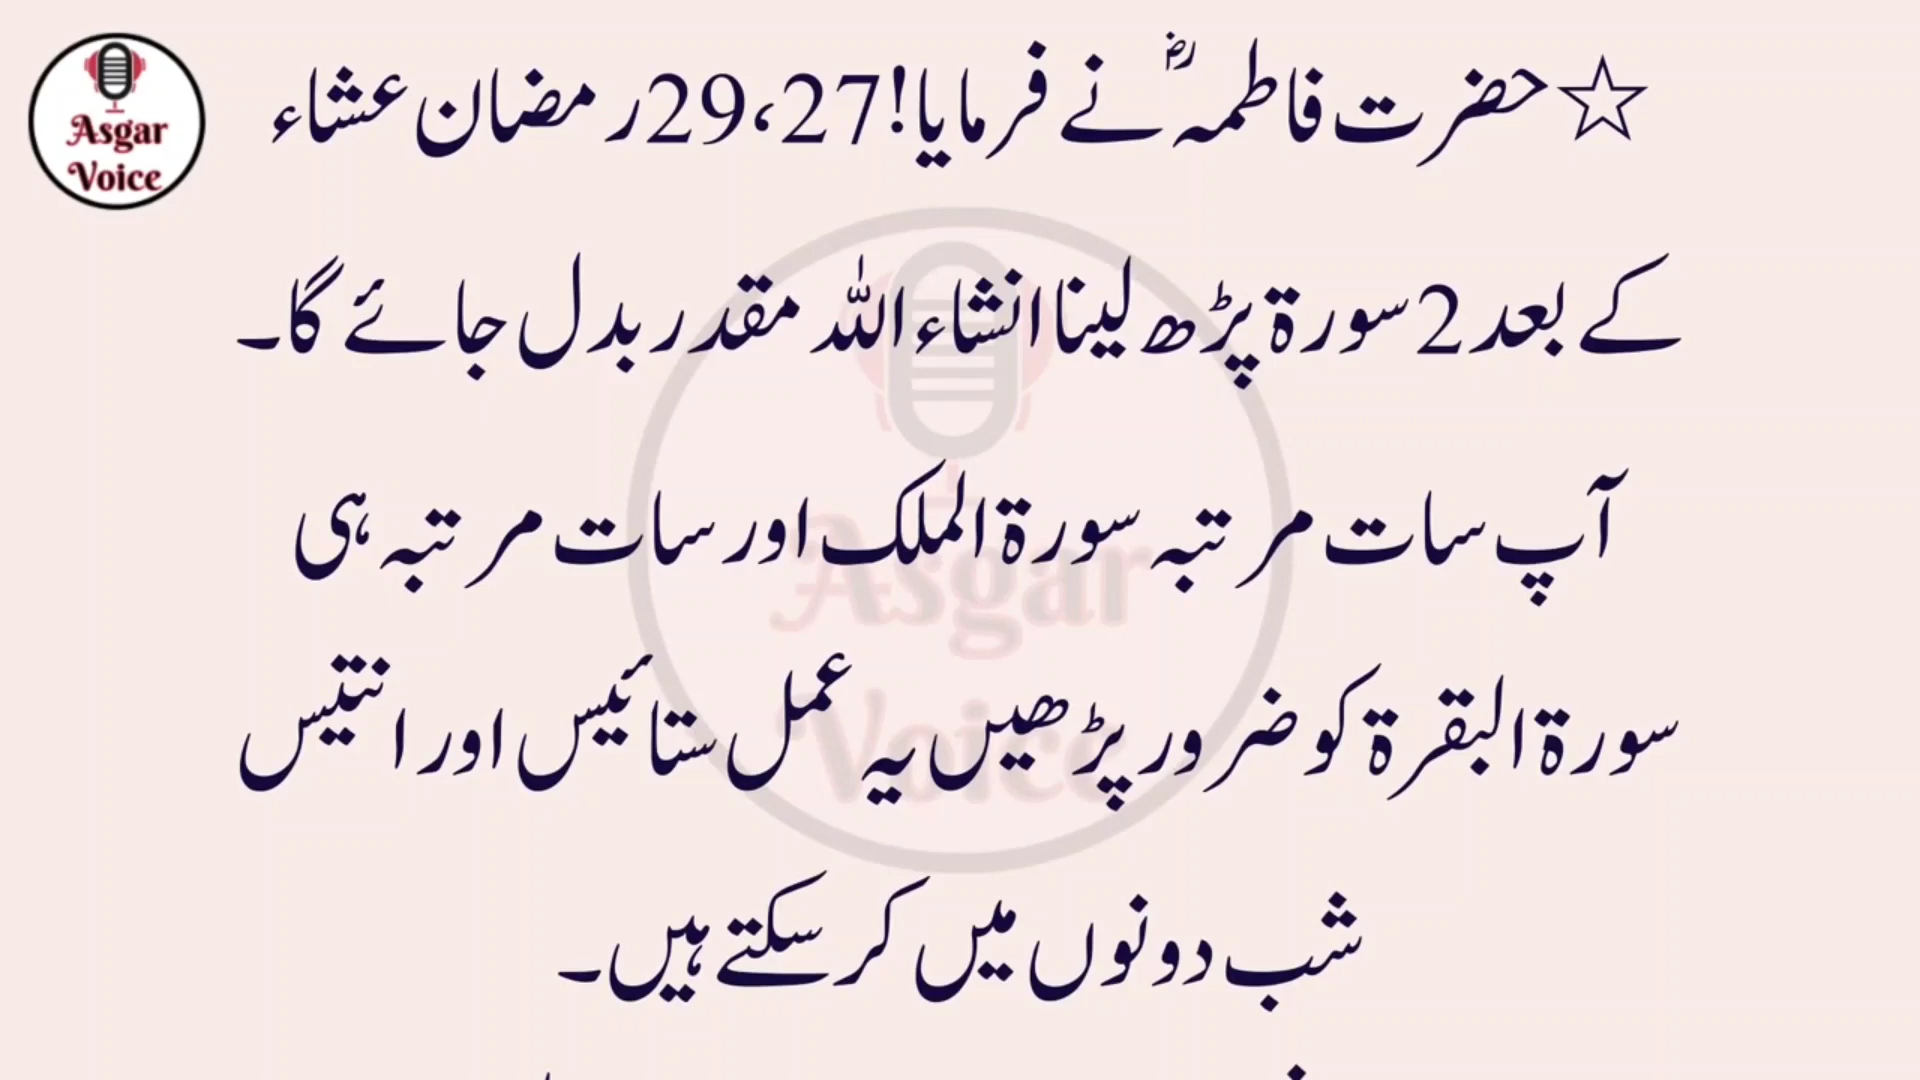 Asgar
Voice
☆حضرت فاطمہؓ نے فرمایا! 27،29 رمضان عشاء
کے بعد 2 سورۃ پڑھ لینا انشاء اللہ مقدر بدل جائے گا۔
آپ سات مرتبہ سورۃ الملک اور سات مرتبہ ہی
سورۃ البقرۃ کو ضرور پڑھیں یہ عمل ستائیس اور انتیس
شب دونوں میں کر سکتے ہیں۔
Asgar
Voice